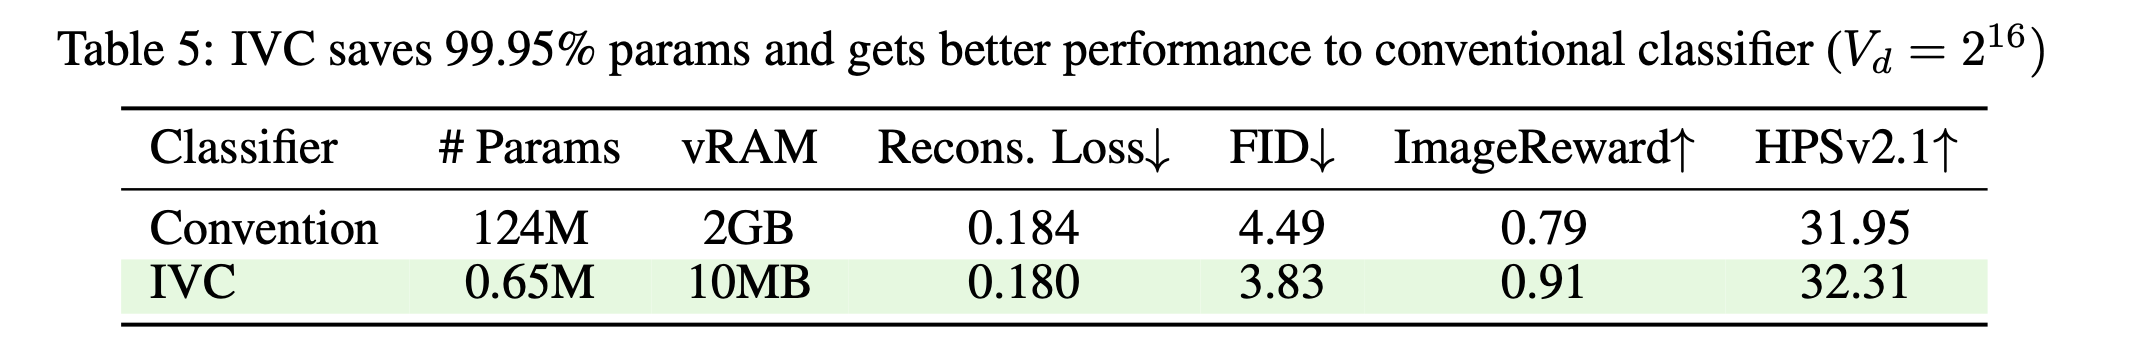 Table 5: IVC saves 99.95% params and gets better performance to conventional classifier (V_d = 2^16)
Classifier # Params vRAM Recons. Loss↓ FID↓ ImageReward↑ HPSv2.1↑
Convention 124M 2GB 0.184 4.49 0.79 31.95
IVC 0.65M 10MB 0.180 3.83 0.91 32.31